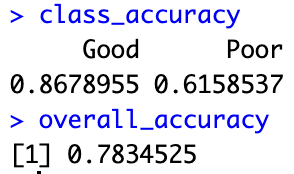 > class_accuracy
     Good      Poor
0.8678955 0.6158537
> overall_accuracy
[1] 0.7834525